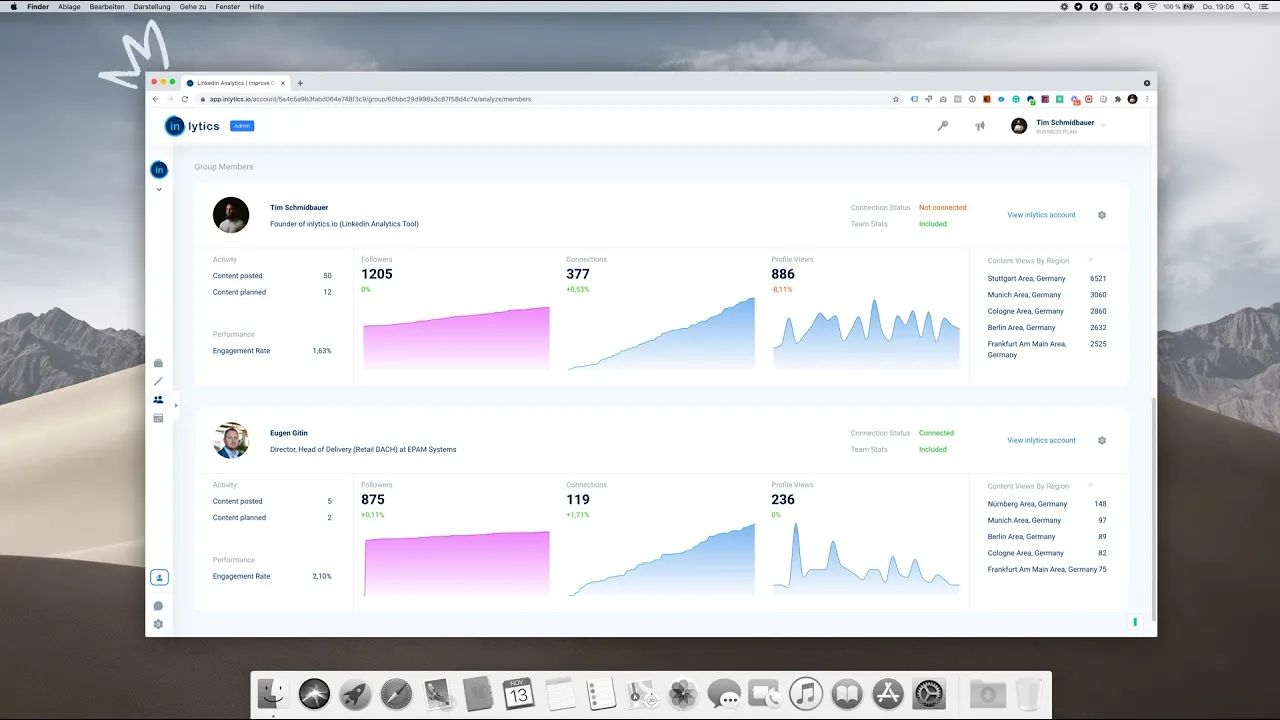 Finder Ablage Bearbeiten Darstellung Gehe zu Fenster Hilfe 100 % Do. 19:06
LinkedIn Analytics | Improve C
app.inlytics.io/account/5e4c5a9b3fabd064e748f3c9/group/60bbc29d998a3c87f58d4c7e/analyze/members
in lytics Admin
Tim Schmidbauer
BUSINESS PLAN
in
Group Members
Tim Schmidbauer
Founder of inlytics.io (LinkedIn Analytics Tool)
Connection Status Not connected
Team Stats Included
View inlytics account
Activity
Content posted 50
Content planned 12
Performance
Engagement Rate 1,63%
Followers
1205
0%
Connections
377
+0,53%
Profile Views
886
-8,11%
Content Views By Region
Stuttgart Area, Germany 6521
Munich Area, Germany 3060
Cologne Area, Germany 2860
Berlin Area, Germany 2632
Frankfurt Am Main Area, 2525
Germany
Eugen Gitin
Director, Head of Delivery (Retail DACH) at EPAM Systems
Connection Status Connected
Team Stats Included
View inlytics account
Activity
Content posted 5
Content planned 2
Performance
Engagement Rate 2,10%
Followers
875
+0,11%
Connections
119
+1,71%
Profile Views
236
0%
Content Views By Region
Nürnberg Area, Germany 148
Munich Area, Germany 97
Berlin Area, Germany 89
Cologne Area, Germany 82
Frankfurt Am Main Area, Germany 75
NOV
13